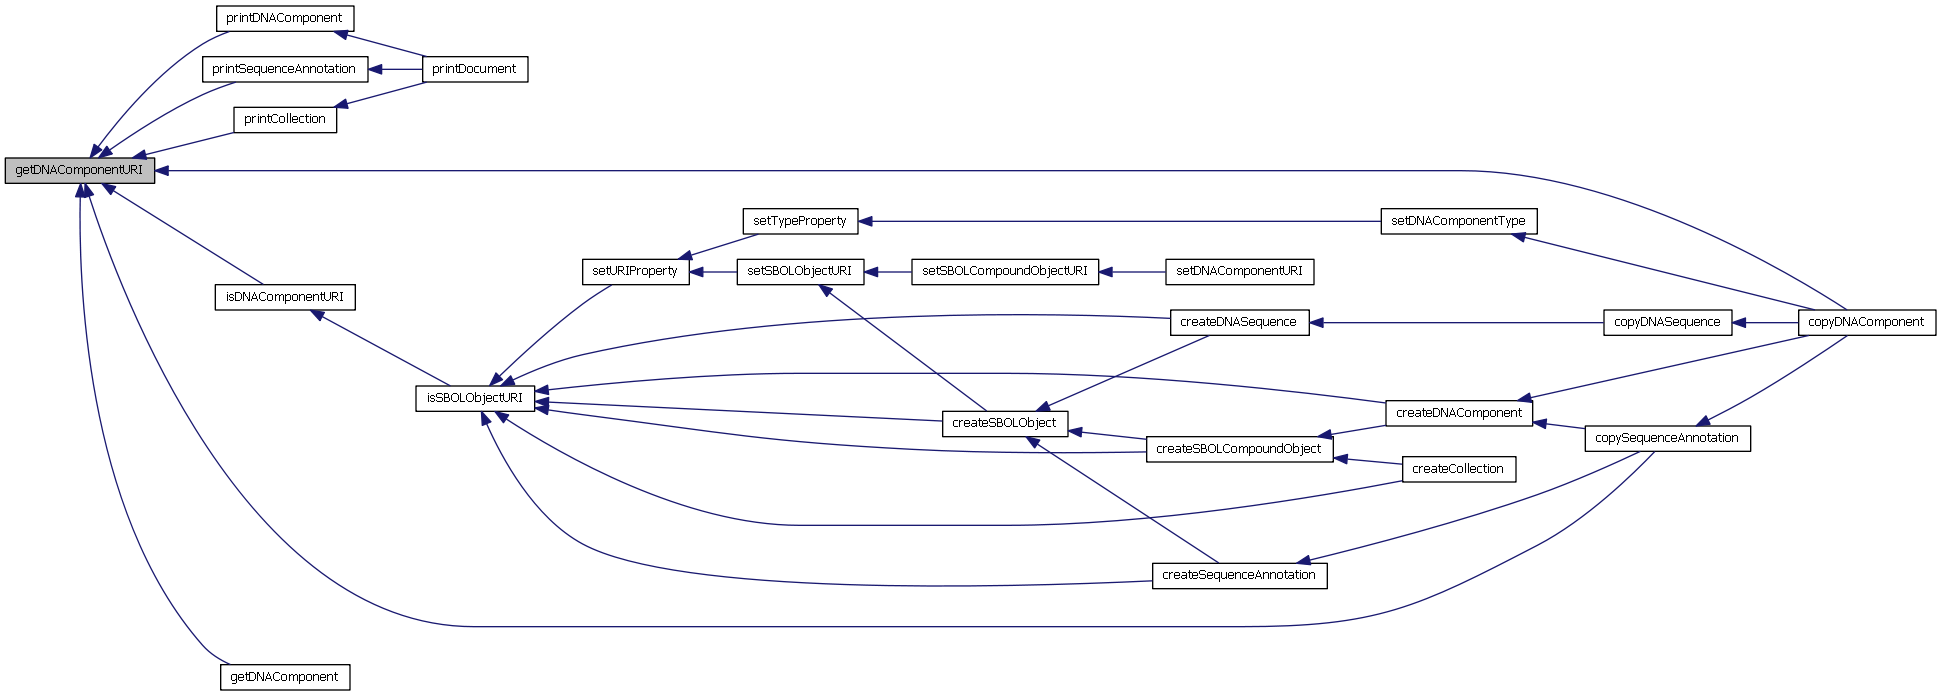 printDNAComponent
printSequenceAnnotation
printDocument
printCollection
getDNAComponentURI
setTypeProperty
setDNAComponentType
setURIProperty
setSBOLObjectURI
setSBOLCompoundObjectURI
setDNAComponentURI
isDNAComponentURI
createDNASequence
copyDNASequence
copyDNAComponent
isSBOLObjectURI
createSBOLObject
createDNAComponent
copySequenceAnnotation
createSBOLCompoundObject
createCollection
createSequenceAnnotation
getDNAComponent